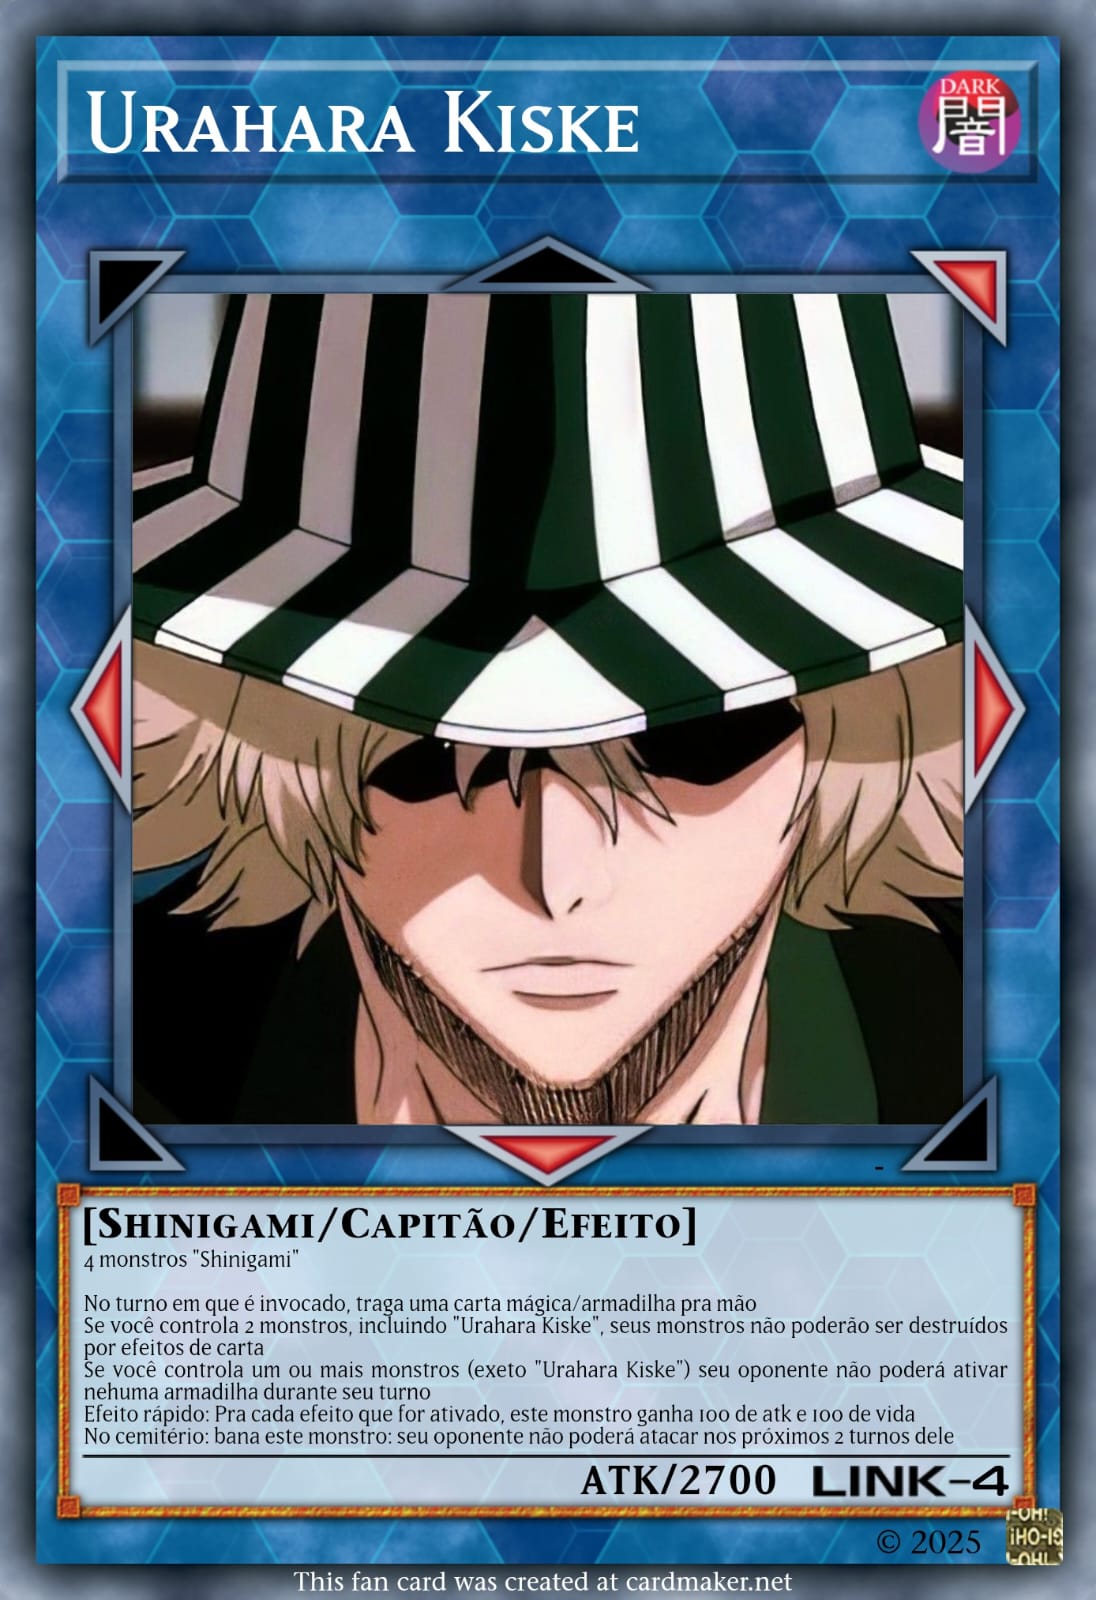 Urahara Kiske
DARK
闇
-
[Shinigami/Capitão/Efeito]
4 monstros "Shinigami"
No turno em que é invocado, traga uma carta mágica/armadilha pra mão
Se você controla 2 monstros, incluindo "Urahara Kiske", seus monstros não poderão ser destruídos
por efeitos de carta
Se você controla um ou mais monstros (exeto "Urahara Kiske") seu oponente não poderá ativar
nehuma armadilha durante seu turno
Efeito rápido: Pra cada efeito que for ativado, este monstro ganha 100 de atk e 100 de vida
No cemitério: bana este monstro: seu oponente não poderá atacar nos próximos 2 turnos dele
ATK/2700 LINK-4
© 2025
This fan card was created at cardmaker.net